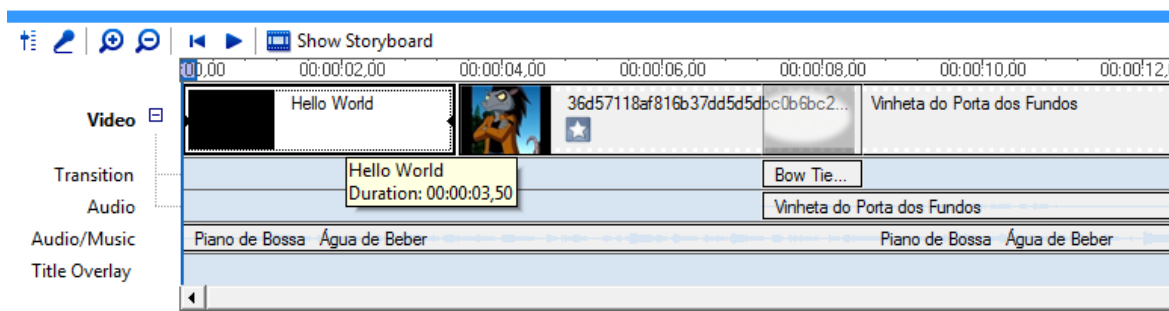 Show Storyboard
00:00:02,00 00:00:04,00 00:00:06,00 00:00:08,00 00:00:10,00
Video Hello World 36d57118af816b37dd5d5dbc0b6bc2... Vinheta do Porta dos Fundos
Hello World
Duration: 00:00:03,50
Transition Bow Tie...
Audio Vinheta do Porta dos Fundos
Audio/Music Piano de Bossa Água de Beber Piano de Bossa Água de Beber
Title Overlay